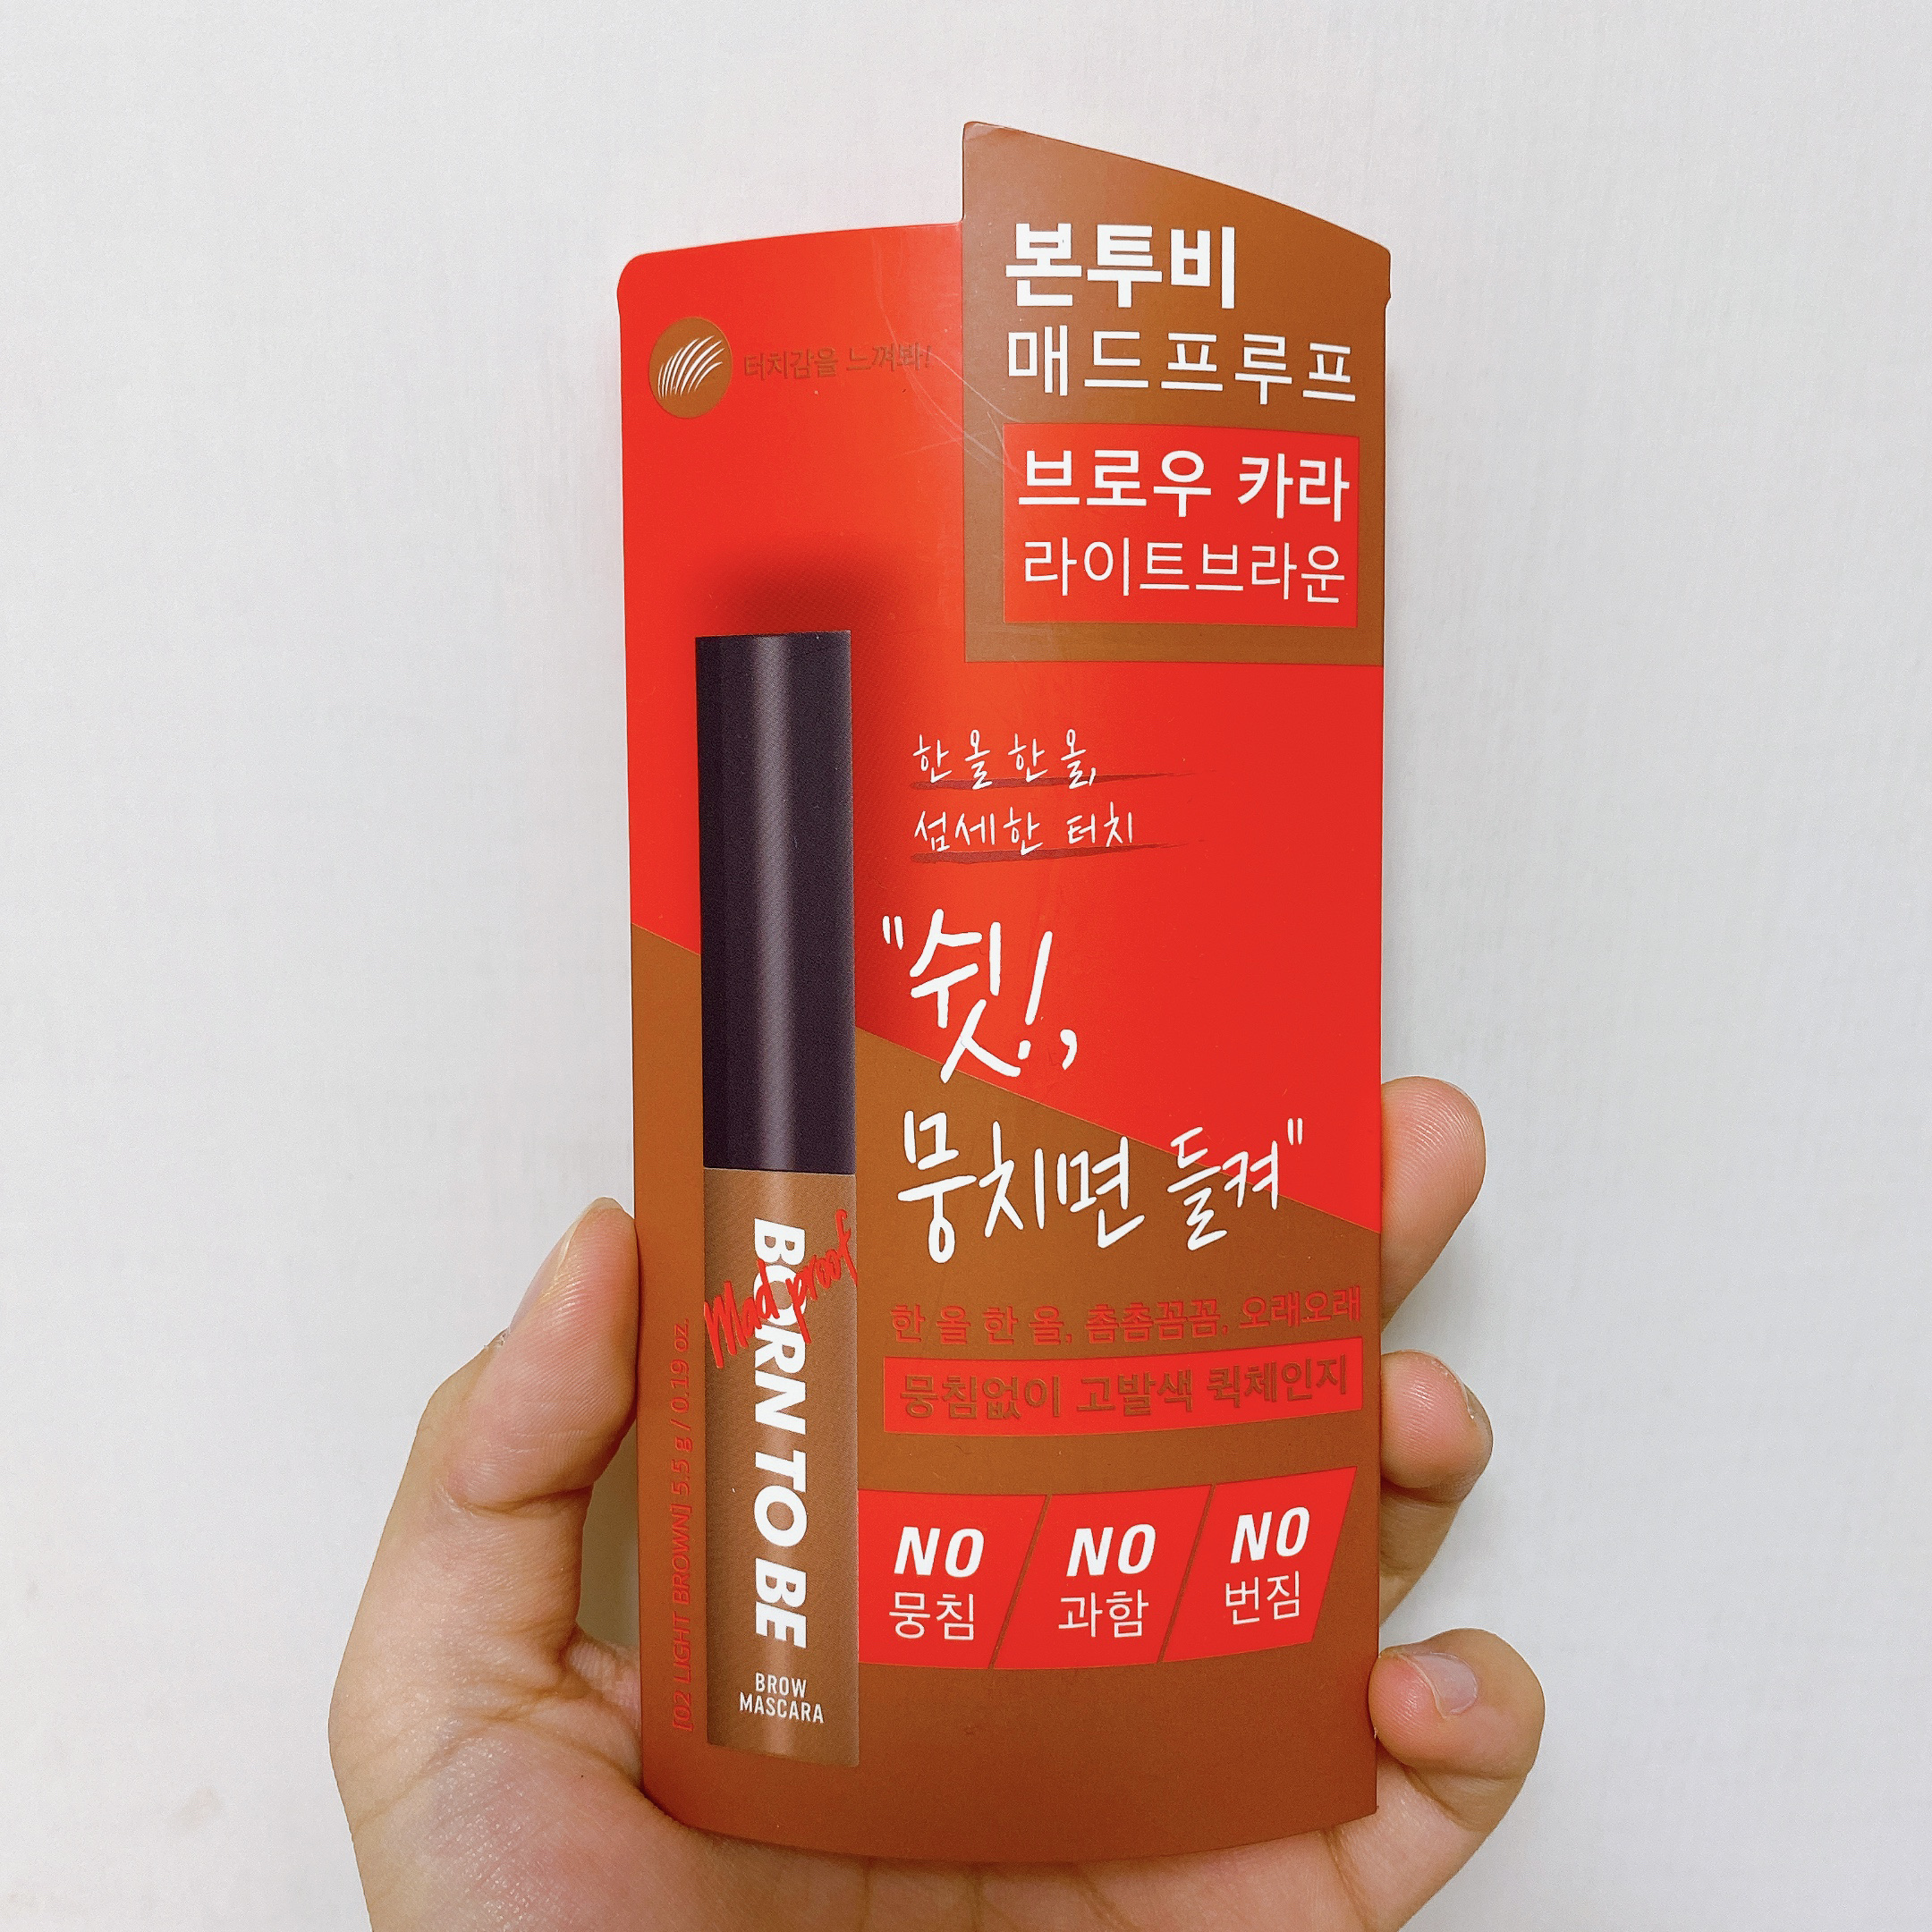 터치감을 느껴봐!
본투비
매드프루프
브로우 카라
라이트브라운
한 올 한 올,
섬세한 터치
"쉿!,
뭉치면 들켜"
한 올 한 올, 촘촘꼼꼼, 오래오래
뭉침없이 고발색 퀵체인지
NO
뭉침
NO
과함
NO
번짐
BORN TO BE
Mad proof
BROW
MASCARA
[02 LIGHT BROWN] 5.5 g / 0.19 oz.